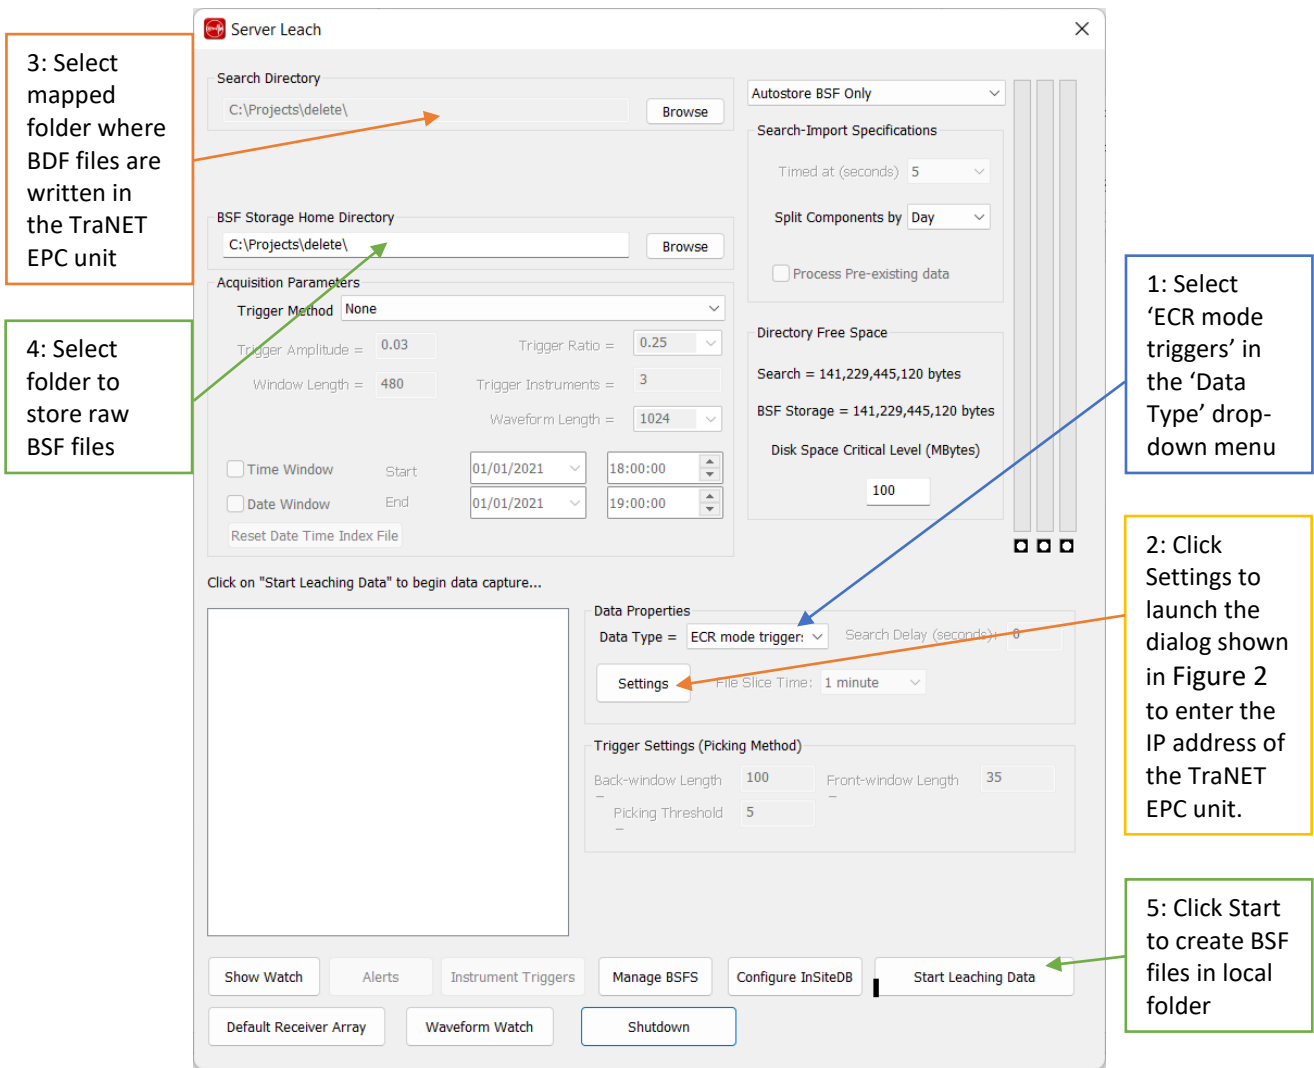 Server Leach
3: Select
mapped
folder where
BDF files are
written in
the TraNET
EPC unit
Search Directory
C:\Projects\delete\
Browse
BSF Storage Home Directory
C:\Projects\delete\
Browse
4: Select
folder to
store raw
BSF files
Acquisition Parameters
Trigger Method None
Trigger Amplitude = 0.03 Trigger Ratio = 0.25
Window Length = 480 Trigger Instruments = 3
Waveform Length = 1024
Time Window Start 01/01/2021 18:00:00
Date Window End 01/01/2021 19:00:00
Reset Date Time Index File
Autostore BSF Only
Search-Import Specifications
Timed at (seconds) 5
Split Components by Day
Process Pre-existing data
Directory Free Space
Search = 141,229,445,120 bytes
BSF Storage = 141,229,445,120 bytes
Disk Space Critical Level (MBytes)
100
1: Select
‘ECR mode
triggers’ in
the ‘Data
Type’ drop-
down menu
Click on "Start Leaching Data" to begin data capture...
Data Properties
Data Type = ECR mode triggers Search Delay (seconds): 0
Settings File Slice Time: 1 minute
2: Click
Settings to
launch the
dialog shown
in Figure 2
to enter the
IP address of
the TraNET
EPC unit.
Trigger Settings (Picking Method)
Back-window Length 100 Front-window Length 35
Picking Threshold 5
5: Click Start
to create BSF
files in local
folder
Show Watch Alerts Instrument Triggers Manage BSFS Configure InSiteDB Start Leaching Data
Default Receiver Array Waveform Watch Shutdown